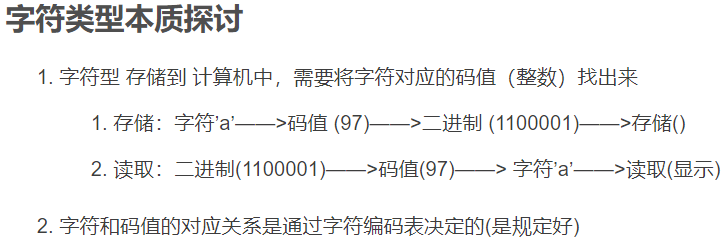 字符类型本质探讨
1. 字符型 存储到 计算机中，需要将字符对应的码值（整数）找出来
1. 存储：字符’a’——>码值 (97)——>二进制 (1100001)——>存储()
2. 读取：二进制(1100001)——>码值(97)——> 字符’a’——>读取(显示)
2. 字符和码值的对应关系是通过字符编码表决定的(是规定好)